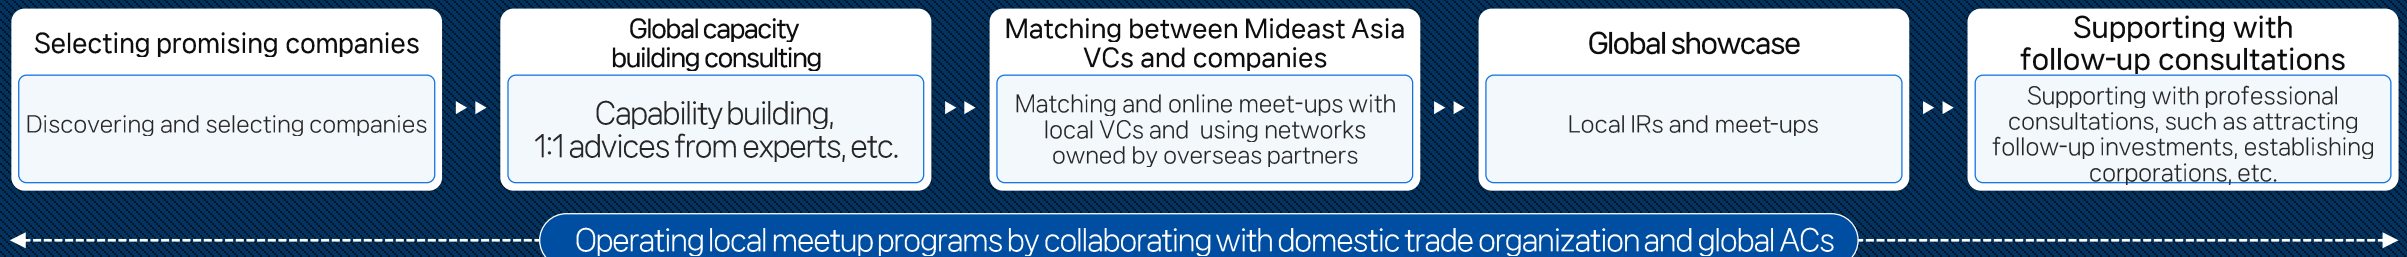 Selecting promising companies
Discovering and selecting companies
Global capacity
building consulting
Capability building,
1:1 advices from experts, etc.
Matching between Mideast Asia
VCs and companies
Matching and online meet-ups with
local VCs and using networks
owned by overseas partners
Global showcase
Local IRs and meet-ups
Supporting with
follow-up consultations
Supporting with professional
consultations, such as attracting
follow-up investments, establishing
corporations, etc.
Operating local meetup programs by collaborating with domestic trade organization and global ACs